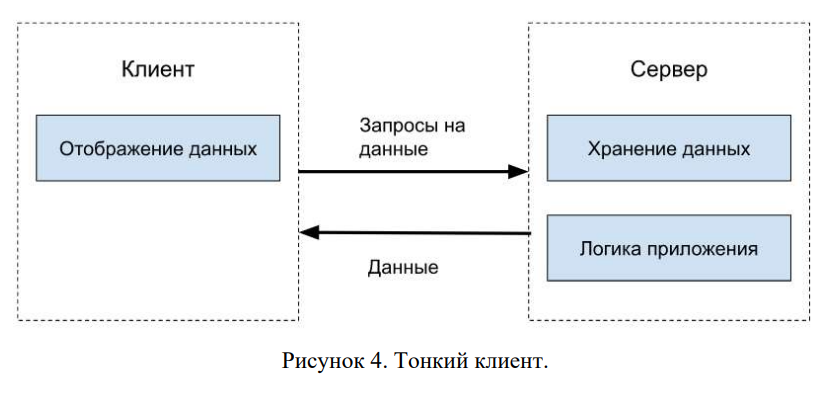 Клиент
Отображение данных
Запросы на
данные
Данные
Сервер
Хранение данных
Логика приложения
Рисунок 4. Тонкий клиент.